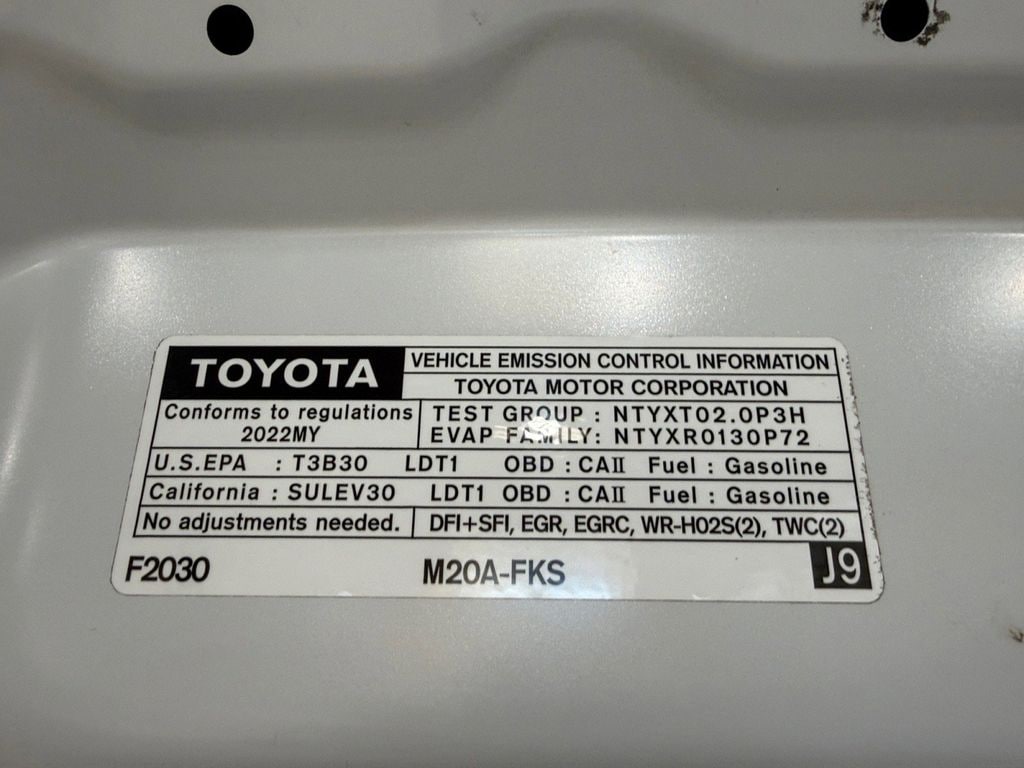 TOYOTA
VEHICLE EMISSION CONTROL INFORMATION
TOYOTA MOTOR CORPORATION
Conforms to regulations
2022MY
TEST GROUP : NTYXT02.0P3H
EVAP FAMILY: NTYXR0130P72
U.S.EPA : T3B30 LDT1 OBD : CAII Fuel : Gasoline
California : SULEV30 LDT1 OBD : CAII Fuel : Gasoline
No adjustments needed. DFI+SFI, EGR, EGRC, WR-HO2S(2), TWC(2)
F2030 M20A-FKS J9